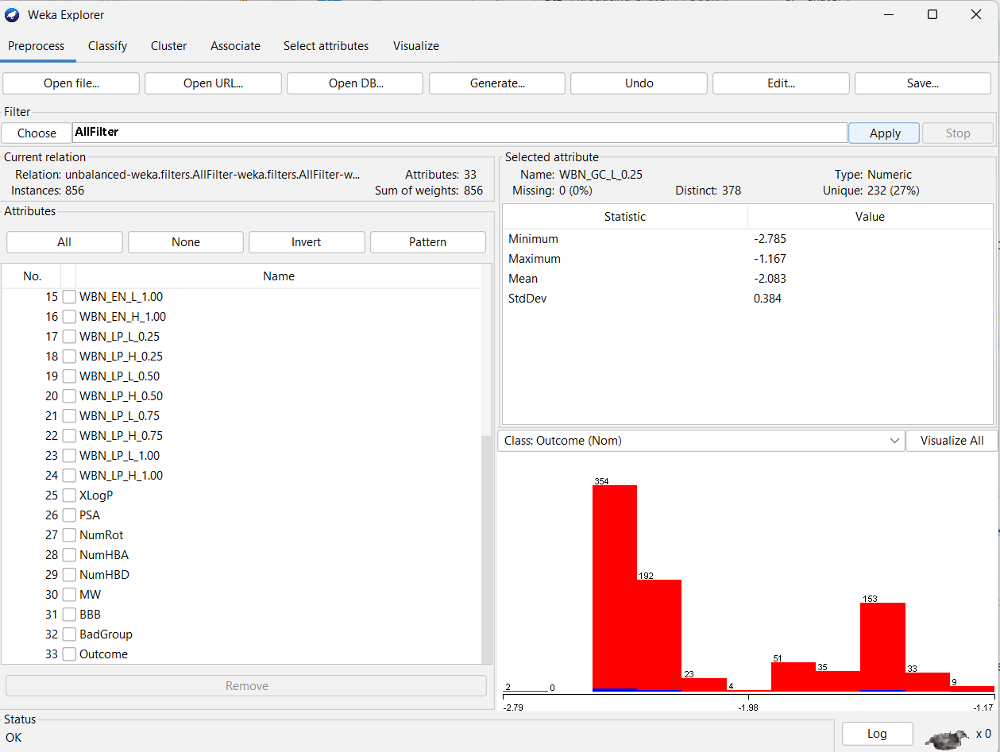 Weka Explorer
Preprocess Classify Cluster Associate Select attributes Visualize
Open file... Open URL... Open DB... Generate... Undo Edit... Save...
Filter
Choose AllFilter Apply Stop
Current relation
Relation: unbalanced-weka.filters.AllFilter-weka.filters.AllFilter-w... Attributes: 33
Instances: 856 Sum of weights: 856
Attributes
All None Invert Pattern
No. Name
15 WBN_EN_L_1.00
16 WBN_EN_H_1.00
17 WBN_LP_L_0.25
18 WBN_LP_H_0.25
19 WBN_LP_L_0.50
20 WBN_LP_H_0.50
21 WBN_LP_L_0.75
22 WBN_LP_H_0.75
23 WBN_LP_L_1.00
24 WBN_LP_H_1.00
25 XLogP
26 PSA
27 NumRot
28 NumHBA
29 NumHBD
30 MW
31 BBB
32 BadGroup
33 Outcome
Remove
Selected attribute
Name: WBN_GC_L_0.25 Type: Numeric
Missing: 0 (0%) Distinct: 378 Unique: 232 (27%)
Statistic Value
Minimum -2.785
Maximum -1.167
Mean -2.083
StdDev 0.384
Class: Outcome (Nom) Visualize All
2 0 354 192 23 4 51 35 153 33 9
-2.79 -1.98 -1.17
Status
OK
Log x 0